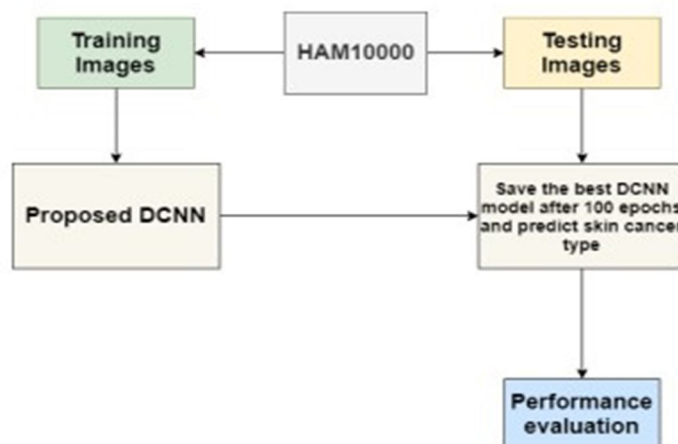 Training
Images
HAM10000
Testing
Images
Proposed DCNN
Save the best DCNN
model after 100 epochs
and predict skin cancer
type
Performance
evaluation